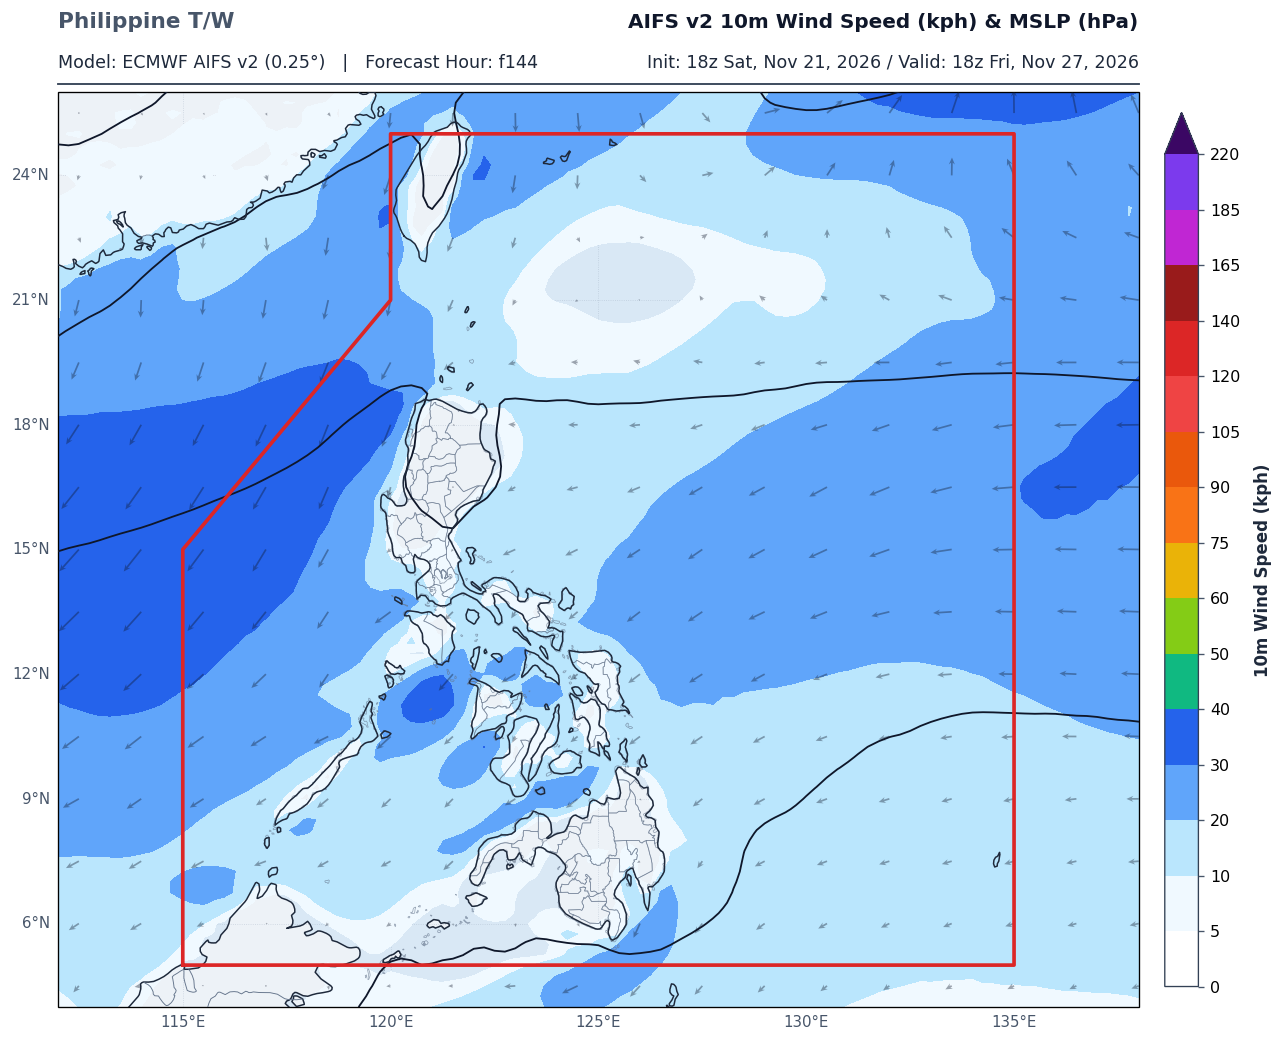 Philippine T/W
AIFS v2 10m Wind Speed (kph) & MSLP (hPa)
Model: ECMWF AIFS v2 (0.25°)   |   Forecast Hour: f144
Init: 18z Sat, Nov 21, 2026 / Valid: 18z Fri, Nov 27, 2026
24°N
21°N
18°N
15°N
12°N
9°N
6°N
115°E
120°E
125°E
130°E
135°E
220
185
165
140
120
105
90
75
60
50
40
30
20
10
5
0
10m Wind Speed (kph)